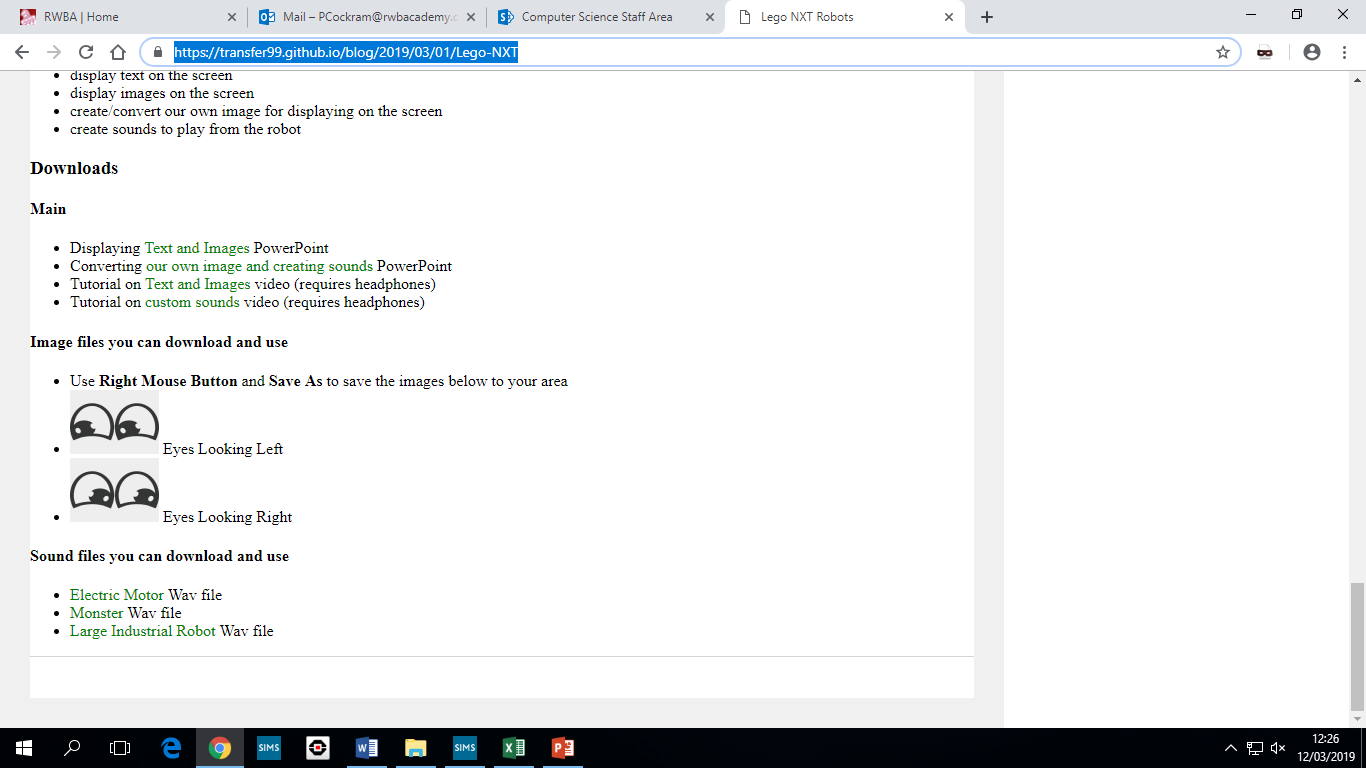 RWBA | Home
Mail – PCockram@rwbacademy.c
Computer Science Staff Area
Lego NXT Robots
https://transfer99.github.io/blog/2019/03/01/Lego-NXT
display text on the screen
display images on the screen
create/convert our own image for displaying on the screen
create sounds to play from the robot
Downloads
Main
Displaying Text and Images PowerPoint
Converting our own image and creating sounds PowerPoint
Tutorial on Text and Images video (requires headphones)
Tutorial on custom sounds video (requires headphones)
Image files you can download and use
Use Right Mouse Button and Save As to save the images below to your area
Eyes Looking Left
Eyes Looking Right
Sound files you can download and use
Electric Motor Wav file
Monster Wav file
Large Industrial Robot Wav file
SIMS
SIMS
12:26
12/03/2019